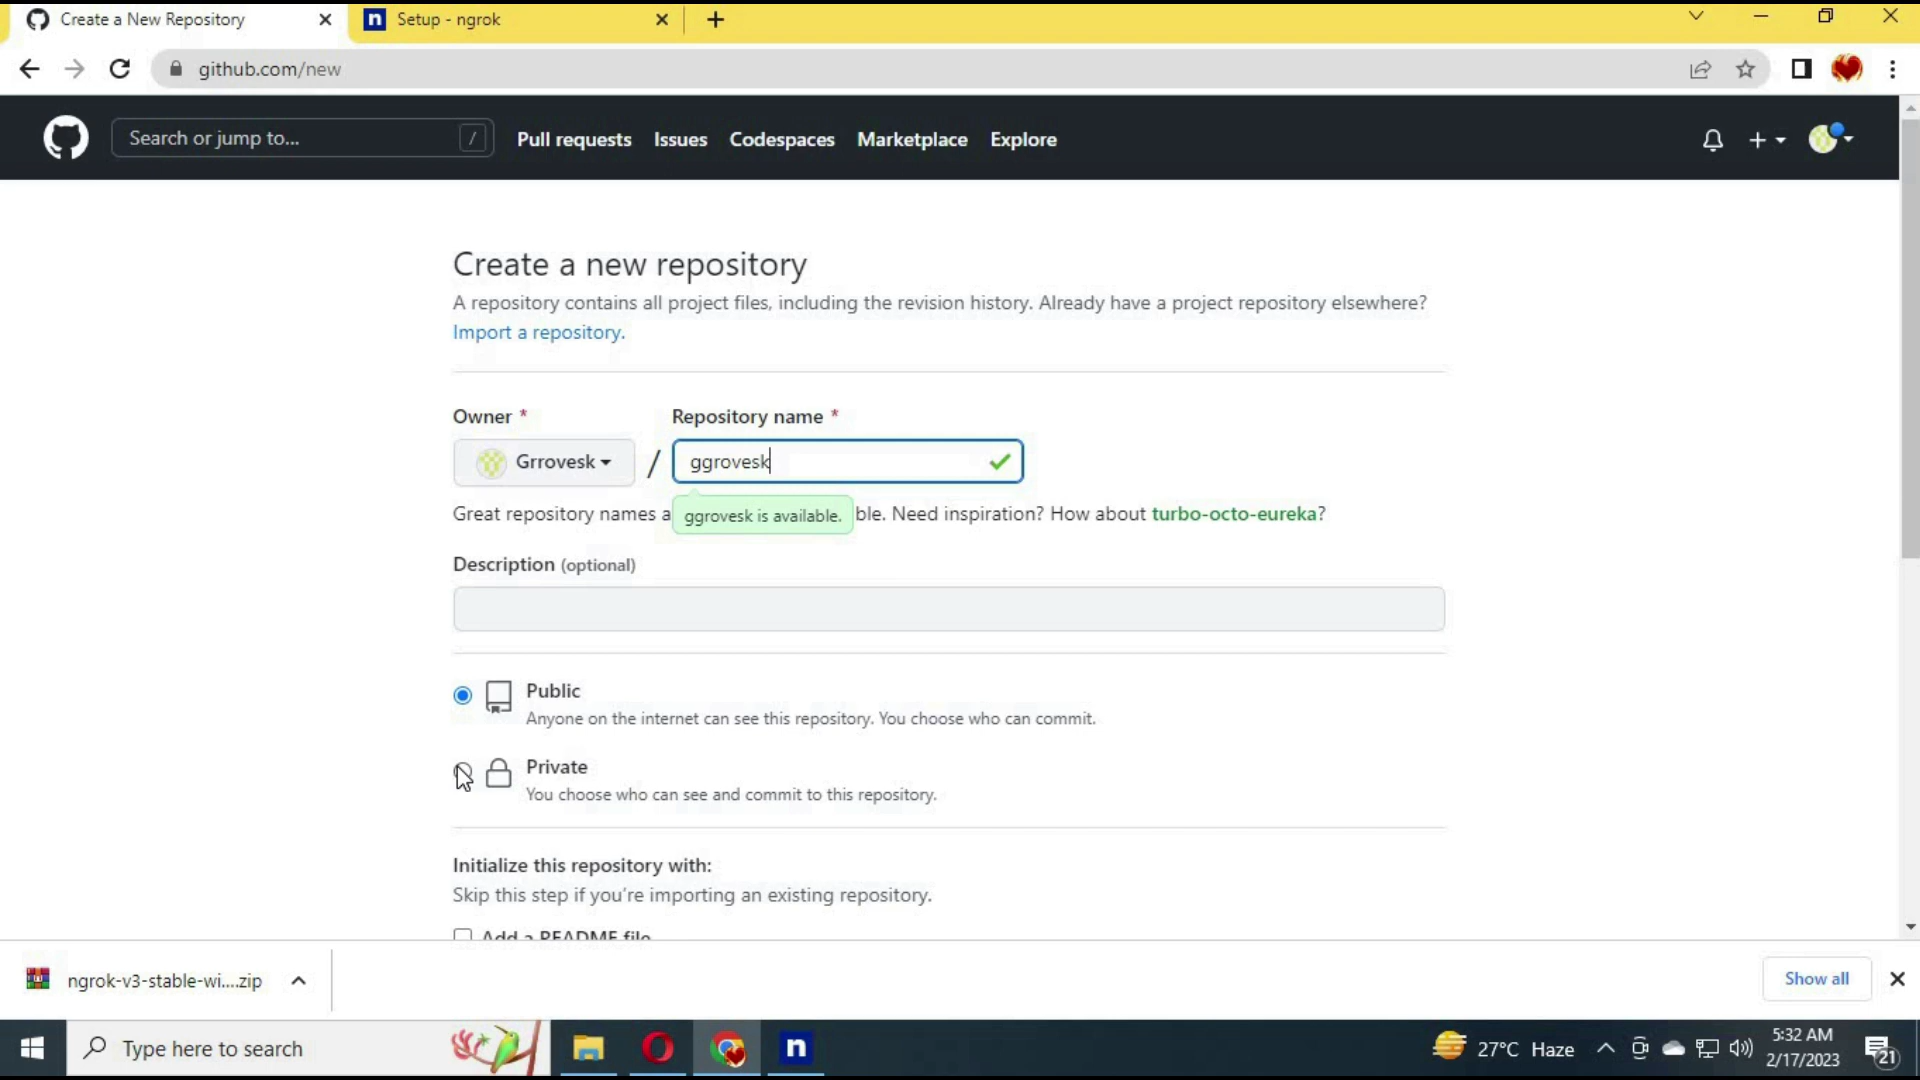 Create a New Repository
Setup - ngrok
github.com/new
Search or jump to... /
Pull requests Issues Codespaces Marketplace Explore
Create a new repository
A repository contains all project files, including the revision history. Already have a project repository elsewhere?
Import a repository.
Owner * Repository name *
Grrovesk / ggrovesk
Great repository names a ble. Need inspiration? How about turbo-octo-eureka?
ggrovesk is available.
Description (optional)
Public
Anyone on the internet can see this repository. You choose who can commit.
Private
You choose who can see and commit to this repository.
Initialize this repository with:
Skip this step if you're importing an existing repository.
Add a README file
ngrok-v3-stable-wi....zip
Show all
Type here to search
27°C Haze
5:32 AM
2/17/2023
21